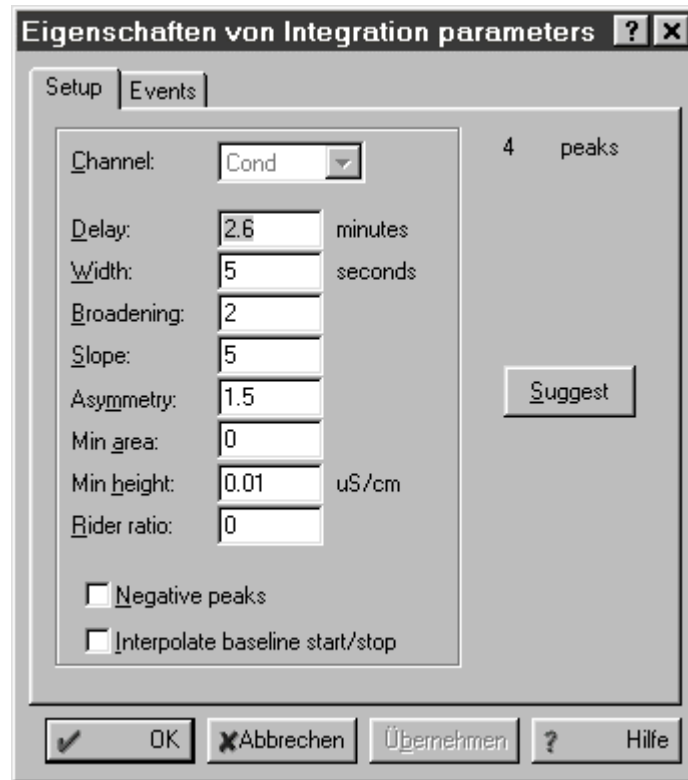 Eigenschaften von Integration parameters ? ×
Setup Events
Channel: Cond 4 peaks
Delay: 2.6 minutes
Width: 5 seconds
Broadening: 2
Slope: 5
Asymmetry: 1.5 Suggest
Min area: 0
Min height: 0.01 uS/cm
Rider ratio: 0
Negative peaks
Interpolate baseline start/stop
OK Abbrechen Übernehmen ? Hilfe